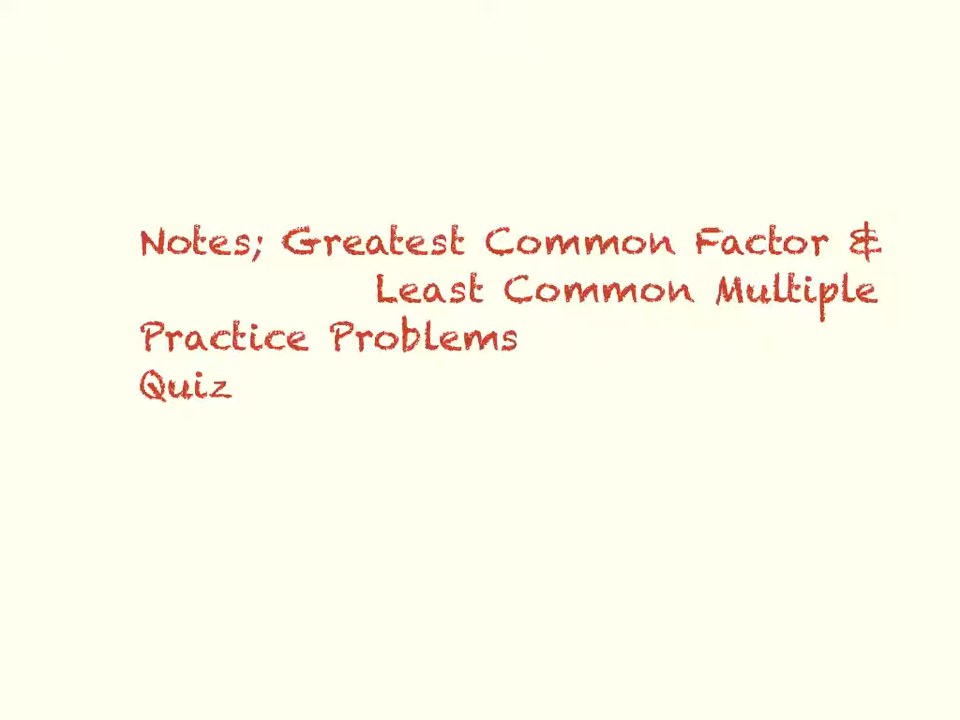 Notes; Greatest Common Factor &
Least Common Multiple
Practice Problems
Quiz